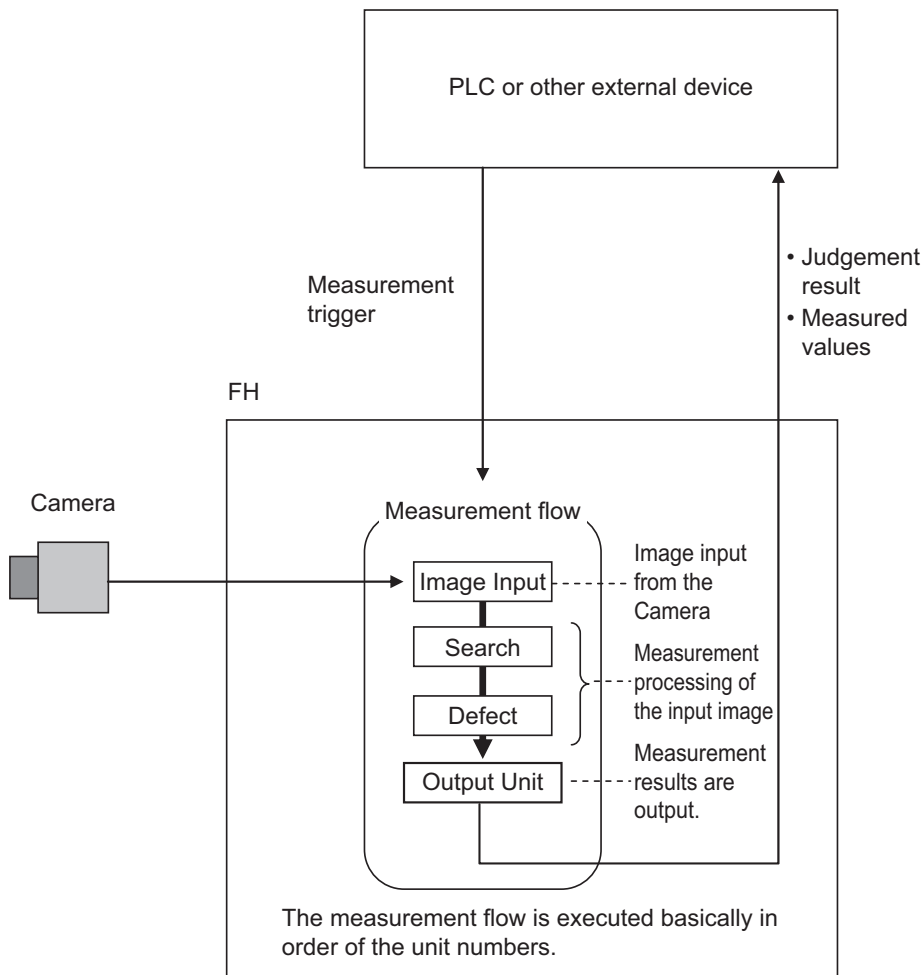 PLC or other external device
Measurement
trigger
• Judgement
result
• Measured
values
FH
Camera
Measurement flow
Image Input
Image input
from the
Camera
Search
Defect
Measurement
processing of
the input image
Output Unit
Measurement
results are
output.
The measurement flow is executed basically in
order of the unit numbers.